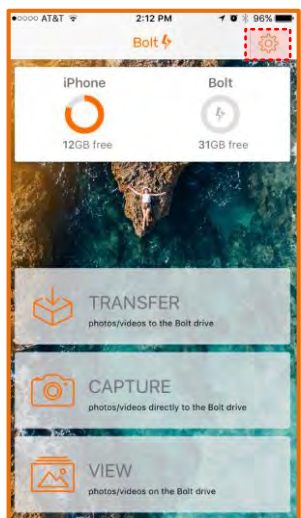 AT&T 2:12 PM 96%
Bolt
iPhone Bolt
12GB free 31GB free
TRANSFER
photos/videos to the Bolt drive
CAPTURE
photos/videos directly to the Bolt drive
VIEW
photos/videos on the Bolt drive